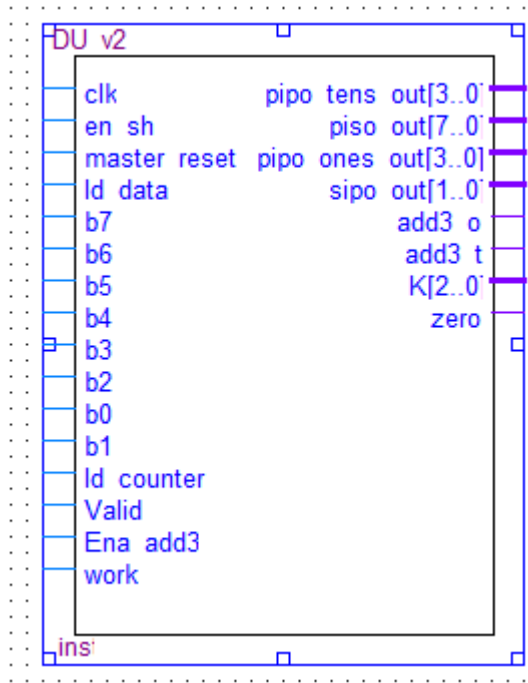 DU v2
clk pipo tens out[3..0]
en sh piso out[7..0]
master reset pipo ones out[3..0]
ld data sipo out[1..0]
b7 add3 o
b6 add3 t
b5 K[2..0]
b4 zero
b3
b2
b0
b1
ld counter
Valid
Ena add3
work
inst